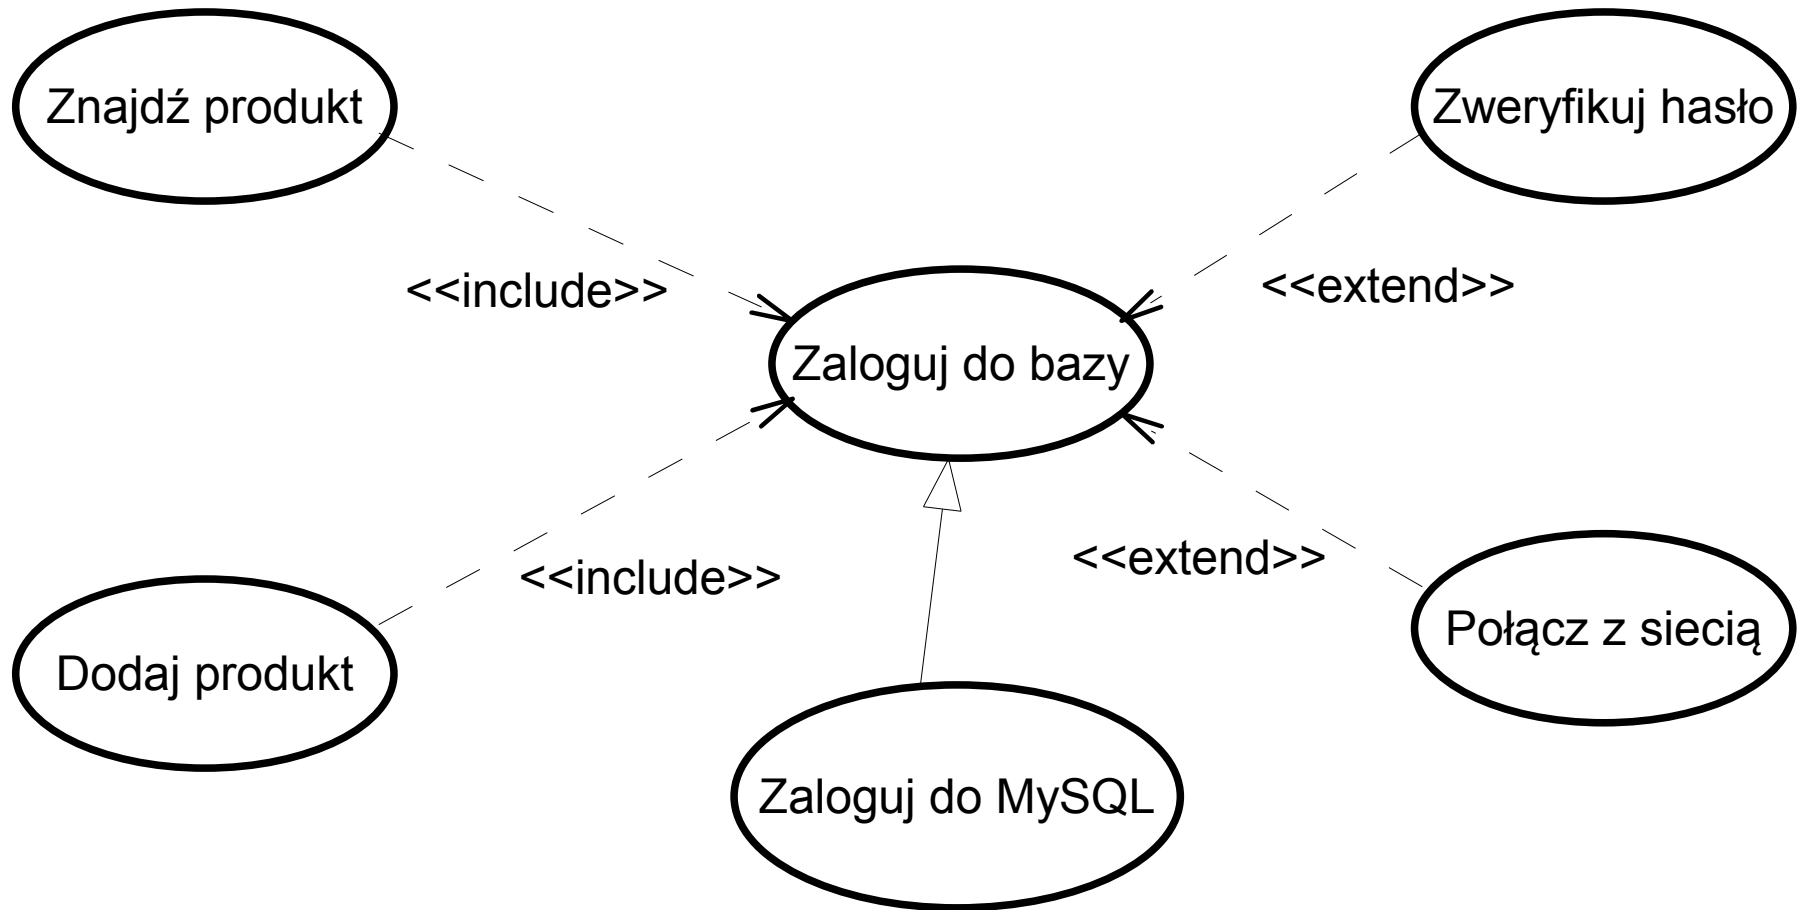 Znajdź produkt
Zweryfikuj hasło
<<include>>
<<extend>>
Zaloguj do bazy
<<include>>
<<extend>>
Dodaj produkt
Połącz z siecią
Zaloguj do MySQL